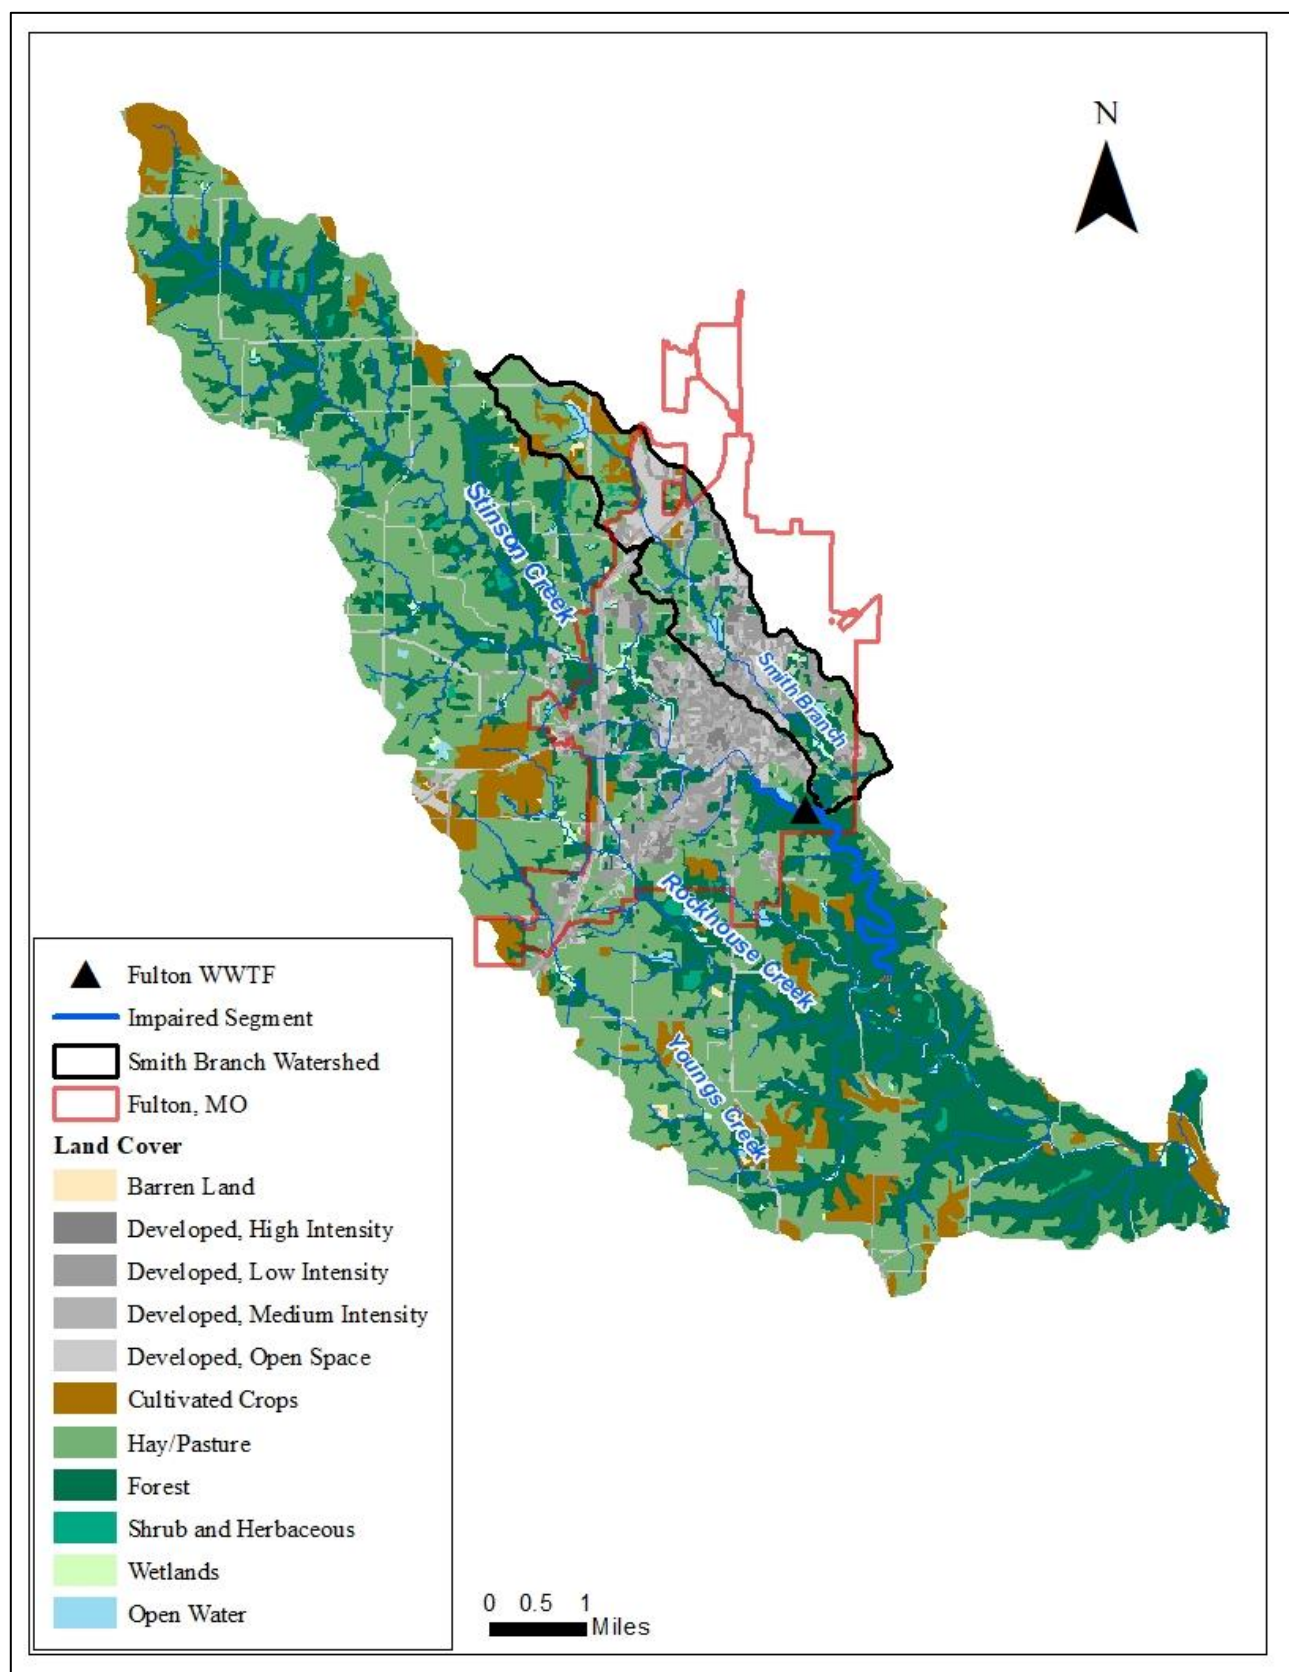 N
Stinson Creek
Smith Branch
Rockhouse Creek
Youngs Creek
Fulton WWTF
Impaired Segment
Smith Branch Watershed
Fulton, MO
Land Cover
Barren Land
Developed, High Intensity
Developed, Low Intensity
Developed, Medium Intensity
Developed, Open Space
Cultivated Crops
Hay/Pasture
Forest
Shrub and Herbaceous
Wetlands
Open Water
0 0.5 1
Miles